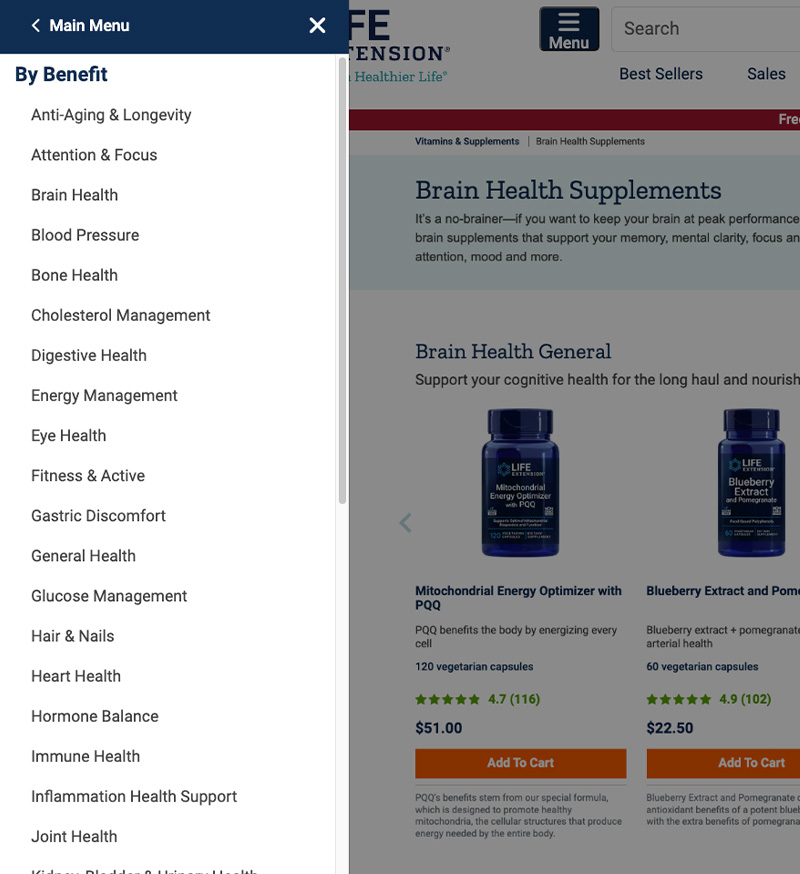 Main Menu
By Benefit
Anti-Aging & Longevity
Attention & Focus
Brain Health
Blood Pressure
Bone Health
Cholesterol Management
Digestive Health
Energy Management
Eye Health
Fitness & Active
Gastric Discomfort
General Health
Glucose Management
Hair & Nails
Heart Health
Hormone Balance
Immune Health
Inflammation Health Support
Joint Health
Kidney, Bladder & Urinary Health
FE
TENSION®
Healthier Life®
Menu
Search
Best Sellers
Sales
Free
Vitamins & Supplements | Brain Health Supplements
Brain Health Supplements
It's a no-brainer—if you want to keep your brain at peak performance
brain supplements that support your memory, mental clarity, focus an
attention, mood and more.
Brain Health General
Support your cognitive health for the long haul and nourish
LIFE
EXTENSION
Mitochondrial
Energy Optimizer
with PQQ
LIFE
EXTENSION
Blueberry
Extract
and Pomegranate
Mitochondrial Energy Optimizer with
PQQ
PQQ benefits the body by energizing every
cell
120 vegetarian capsules
4.7 (116)
$51.00
Add To Cart
PQQ's benefits stem from our special formula,
which is designed to promote healthy
mitochondria, the cellular structures that produce
energy needed by the entire body.
Blueberry Extract and Pome
Blueberry extract + pomegranate
arterial health
60 vegetarian capsules
4.9 (102)
$22.50
Add To Cart
Blueberry Extract and Pomegranate
antioxidant benefits of a potent blueb
with the extra benefits of pomegrana